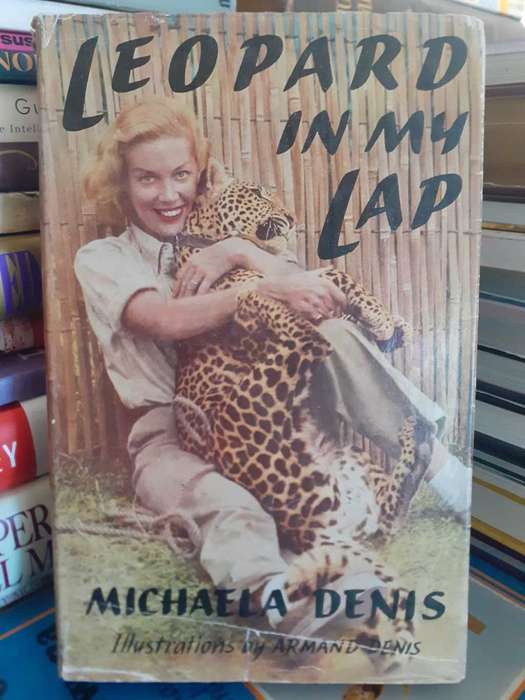 LEOPARD
IN MY
LAP
MICHAELA DENIS
Illustrations by ARMAND DENIS